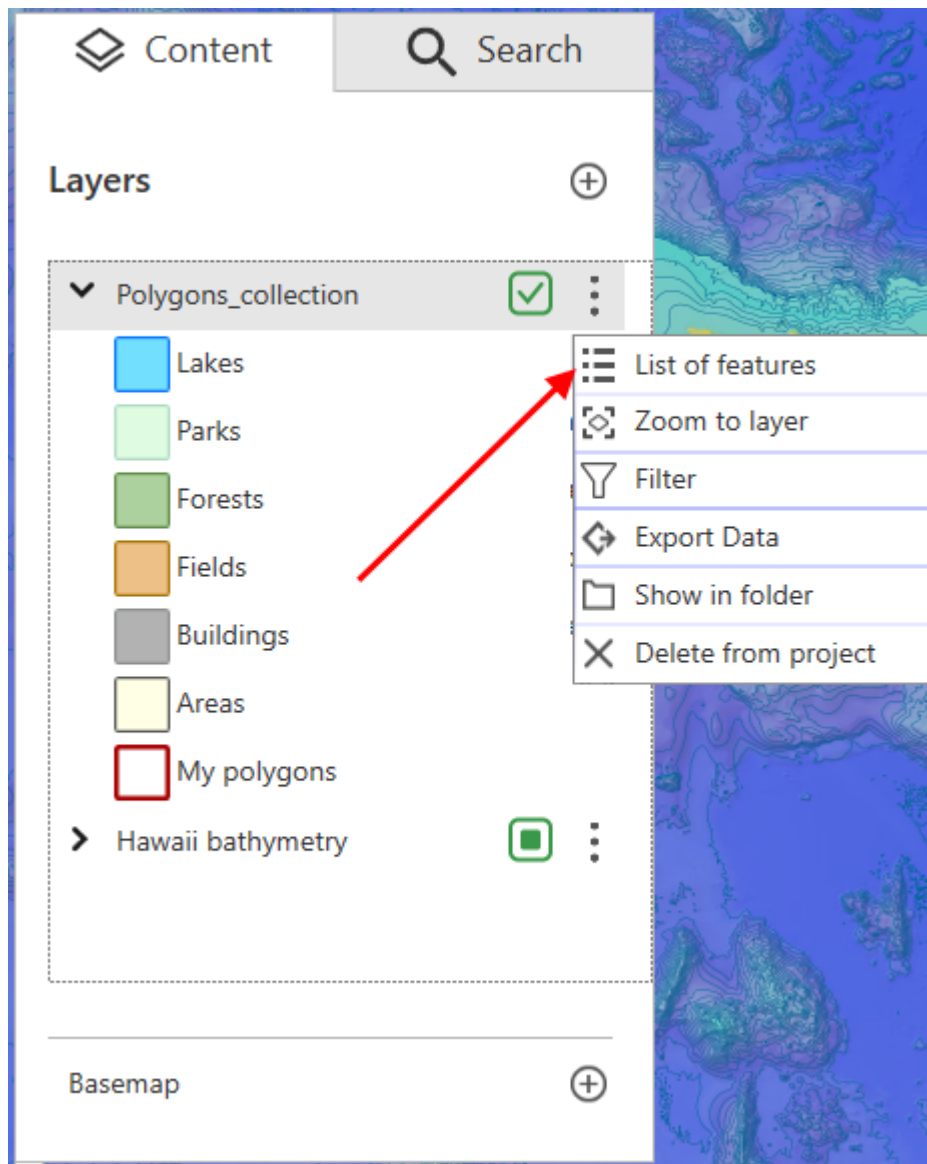 Content
Search
Layers
Polygons_collection
Lakes
List of features
Zoom to layer
Parks
Filter
Forests
Export Data
Fields
Show in folder
Buildings
Delete from project
Areas
My polygons
Hawaii bathymetry
Basemap